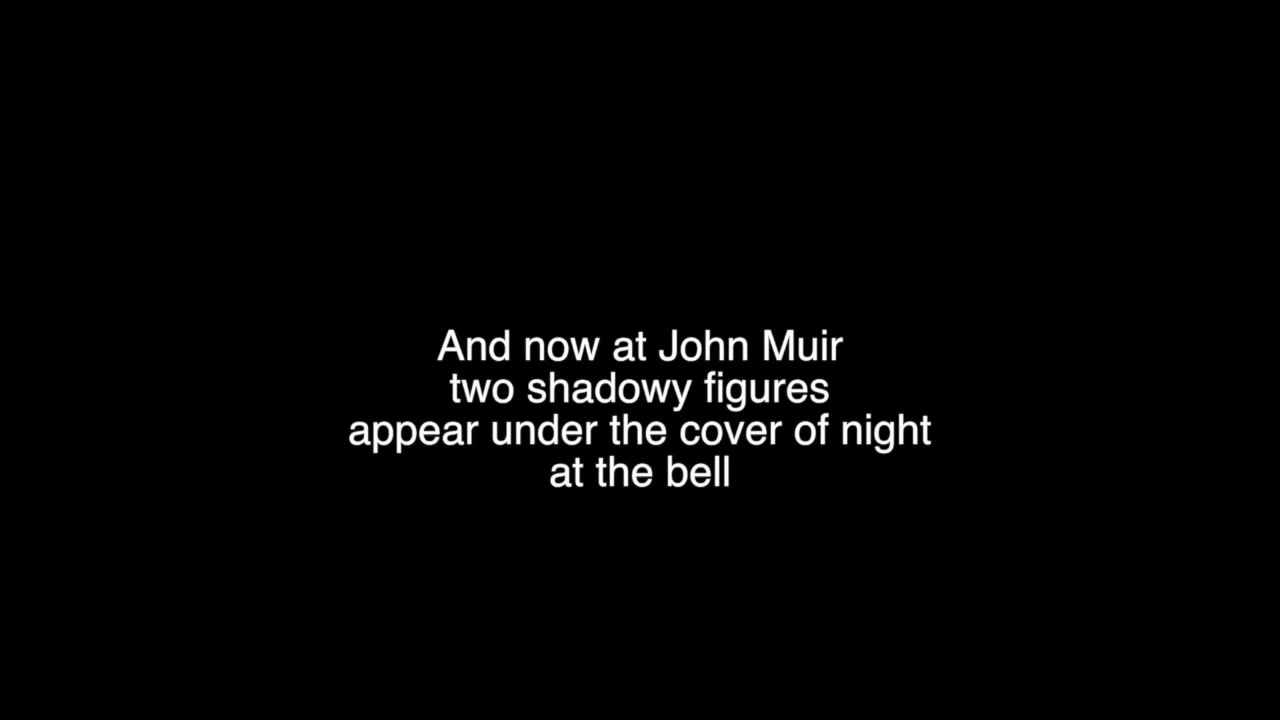 And now at John Muir
two shadowy figures
appear under the cover of night
at the bell